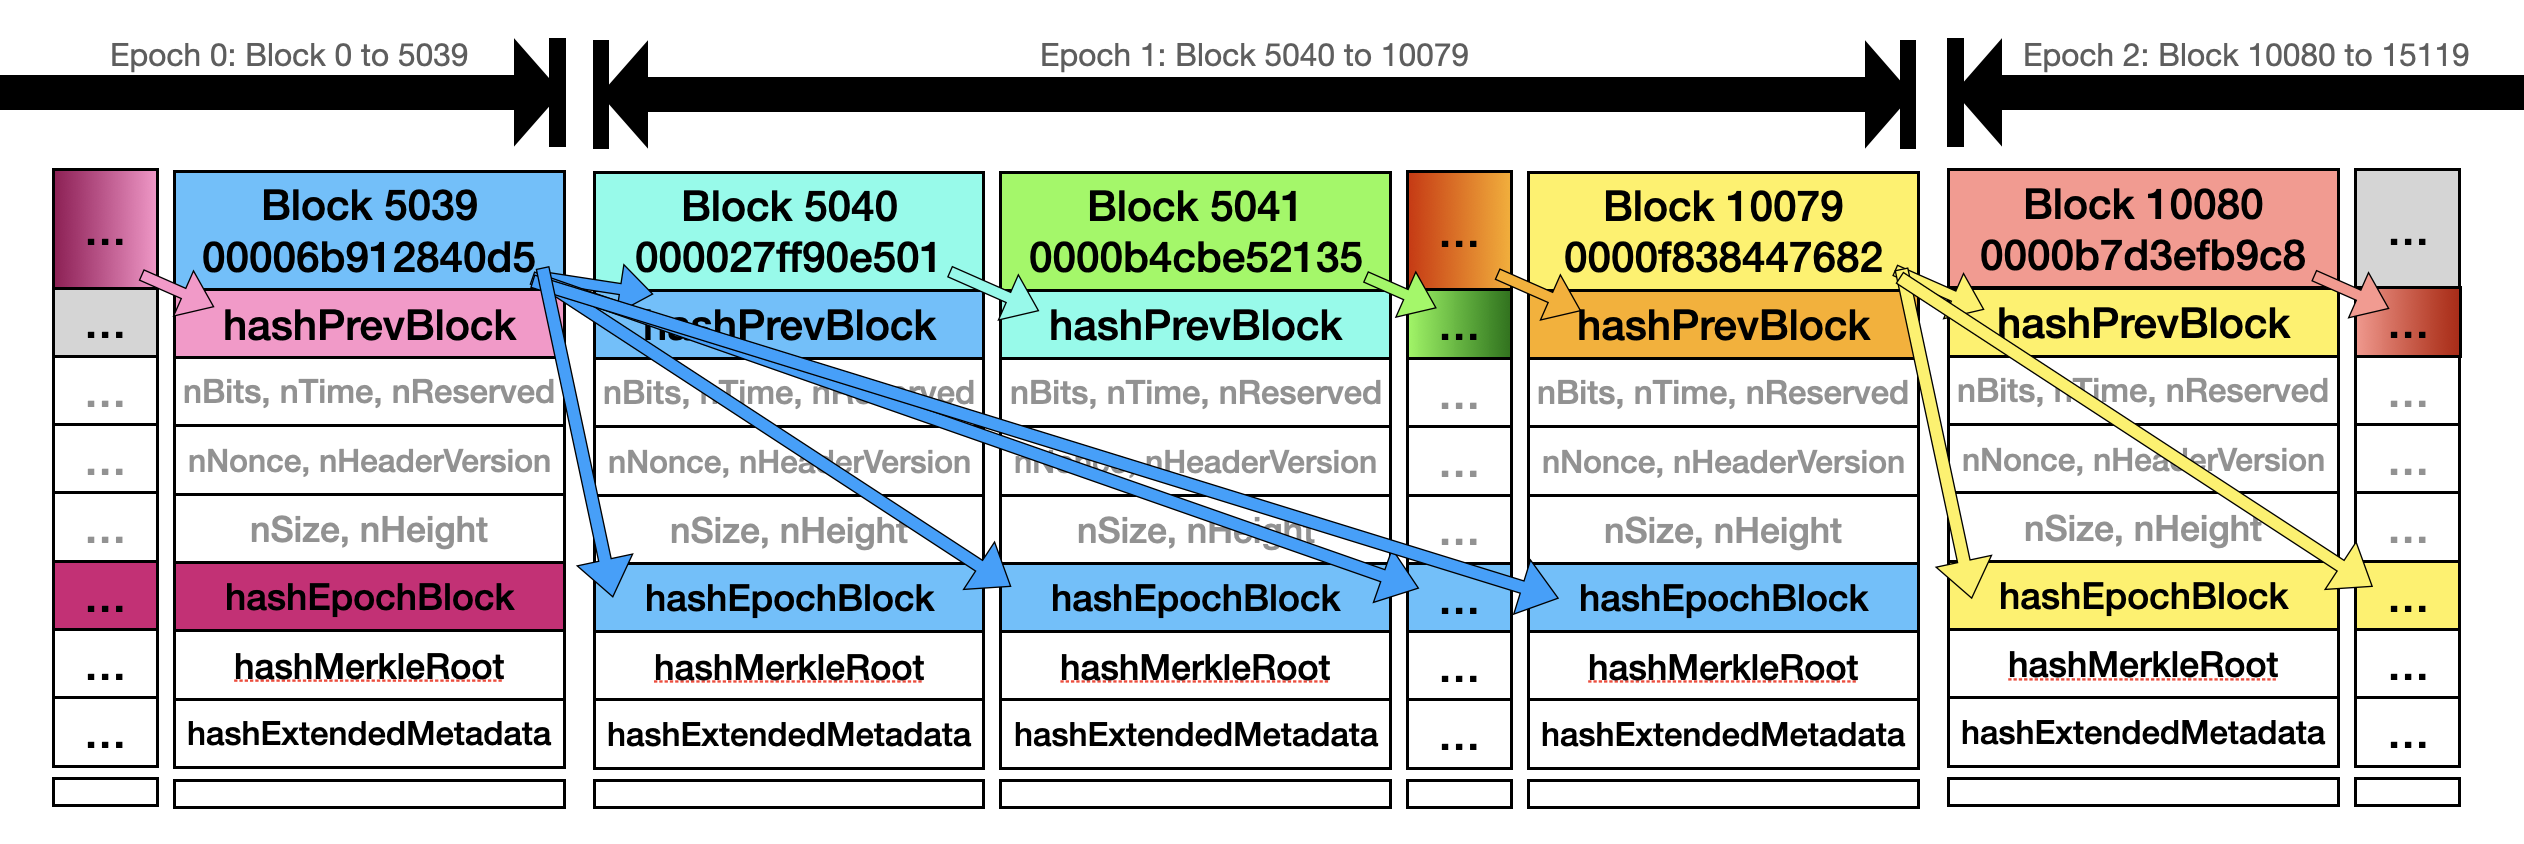 Epoch 0: Block 0 to 5039
Epoch 1: Block 5040 to 10079
Epoch 2: Block 10080 to 15119
...
...
...
...
...
...
...
...
Block 5039
00006b912840d5
hashPrevBlock
nBits, nTime, nReserved
nNonce, nHeaderVersion
nSize, nHeight
hashEpochBlock
hashMerkleRoot
hashExtendedMetadata
Block 5040
000027ff90e501
hashPrevBlock
nBits, nTime, nReserved
nNonce, nHeaderVersion
nSize, nHeight
hashEpochBlock
hashMerkleRoot
hashExtendedMetadata
Block 5041
0000b4cbe52135
hashPrevBlock
nBits, nTime, nReserved
nNonce, nHeaderVersion
nSize, nHeight
hashEpochBlock
hashMerkleRoot
hashExtendedMetadata
...
...
...
...
...
...
...
...
Block 10079
0000f838447682
hashPrevBlock
nBits, nTime, nReserved
nNonce, nHeaderVersion
nSize, nHeight
hashEpochBlock
hashMerkleRoot
hashExtendedMetadata
Block 10080
0000b7d3efb9c8
hashPrevBlock
nBits, nTime, nReserved
nNonce, nHeaderVersion
nSize, nHeight
hashEpochBlock
hashMerkleRoot
hashExtendedMetadata
...
...
...
...
...
...
...
...